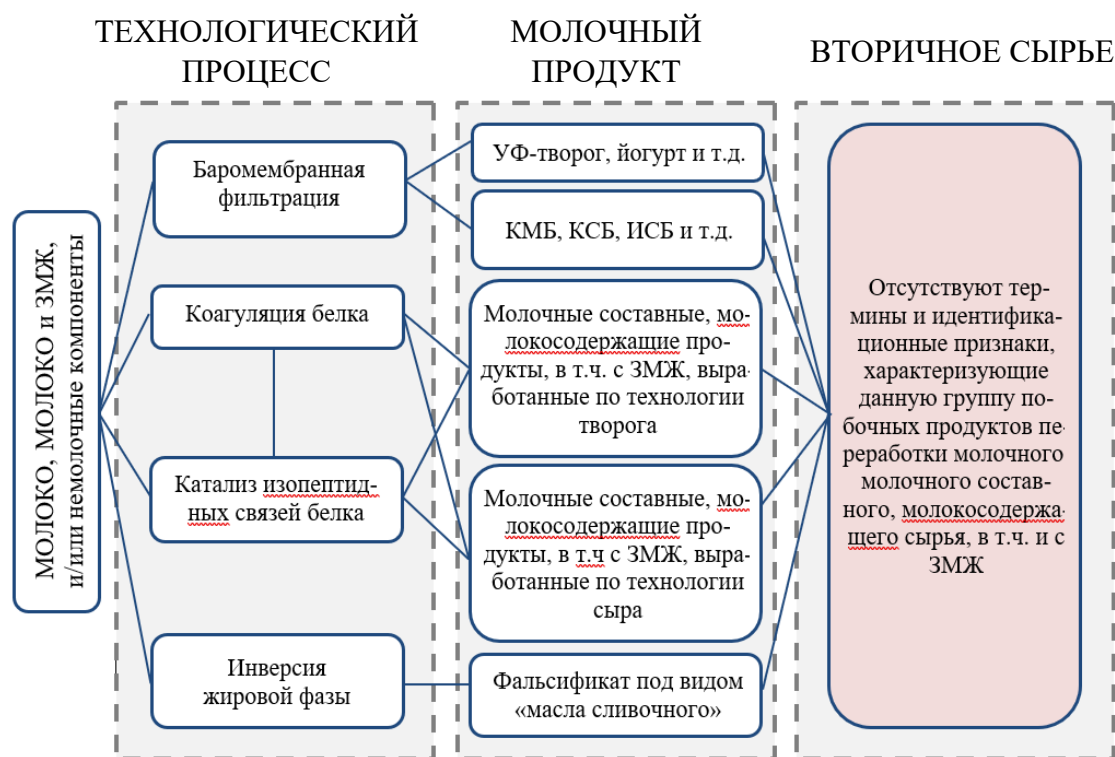 ТЕХНОЛОГИЧЕСКИЙ
ПРОЦЕСС
МОЛОЧНЫЙ
ПРОДУКТ
ВТОРИЧНОЕ СЫРЬЕ
МОЛОКО, МОЛОКО и ЗМЖ,
и/или немолочные компоненты
Баромембранная
фильтрация
Коагуляция белка
Катализ изопептид-
ных связей белка
Инверсия
жировой фазы
УФ-творог, йогурт и т.д.
КМБ, КСБ, ИСБ и т.д.
Молочные составные, мо-
локосодержащие про-
дукты, в т.ч. с ЗМЖ, выра-
ботанные по технологии
творога
Молочные составные, мо-
локосодержащие про-
дукты, в т.ч с ЗМЖ, выра-
ботанные по технологии
сыра
Фальсификат под видом
«масла сливочного»
Отсутствуют тер-
мины и идентифика-
ционные признаки,
характеризующие
данную группу по-
бочных продуктов пе-
реработки молочного
молочного состав-
ного, молокосодержа-
щего сырья, в т.ч. и с
ЗМЖ